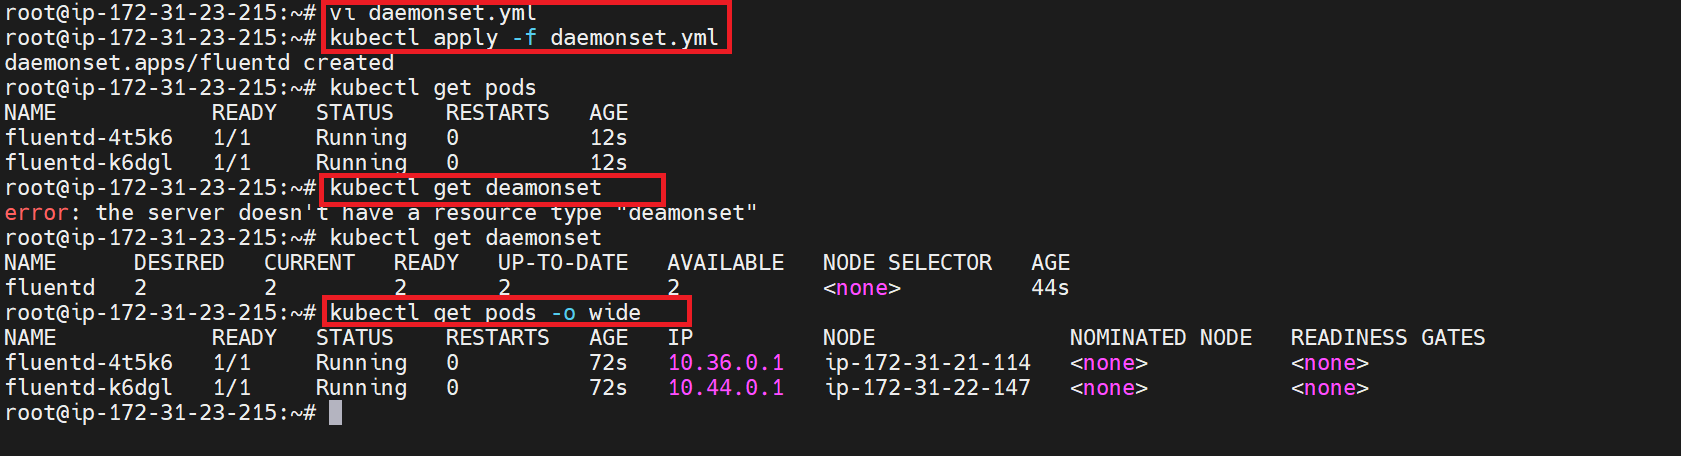 root@ip-172-31-23-215:~# vi daemonset.yml
root@ip-172-31-23-215:~# kubectl apply -f daemonset.yml
daemonset.apps/fluentd created
root@ip-172-31-23-215:~# kubectl get pods
NAME            READY   STATUS    RESTARTS   AGE
fluentd-4t5k6   1/1     Running   0          12s
fluentd-k6dgl   1/1     Running   0          12s
root@ip-172-31-23-215:~# kubectl get deamonset
error: the server doesn't have a resource type "deamonset"
root@ip-172-31-23-215:~# kubectl get daemonset
NAME      DESIRED   CURRENT   READY   UP-TO-DATE   AVAILABLE   NODE SELECTOR   AGE
fluentd   2         2         2       2            2           <none>          44s
root@ip-172-31-23-215:~# kubectl get pods -o wide
NAME            READY   STATUS    RESTARTS   AGE   IP          NODE               NOMINATED NODE   READINESS GATES
fluentd-4t5k6   1/1     Running   0          72s   10.36.0.1   ip-172-31-21-114   <none>           <none>
fluentd-k6dgl   1/1     Running   0          72s   10.44.0.1   ip-172-31-22-147   <none>           <none>
root@ip-172-31-23-215:~#